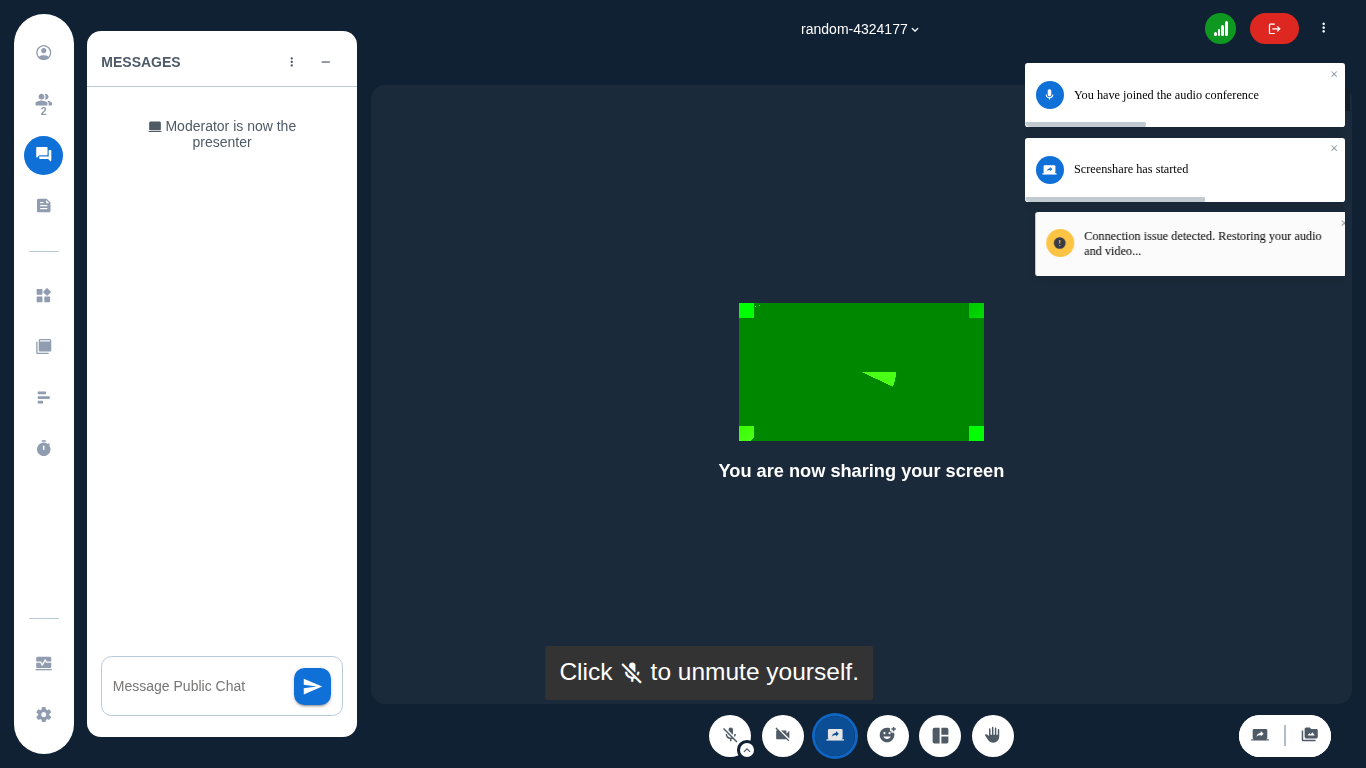 random-4324177
MESSAGES
2
Moderator is now the
presenter
You have joined the audio conference
Screenshare has started
Connection issue detected. Restoring your audio
and video...
You are now sharing your screen
Click to unmute yourself.
Message Public Chat